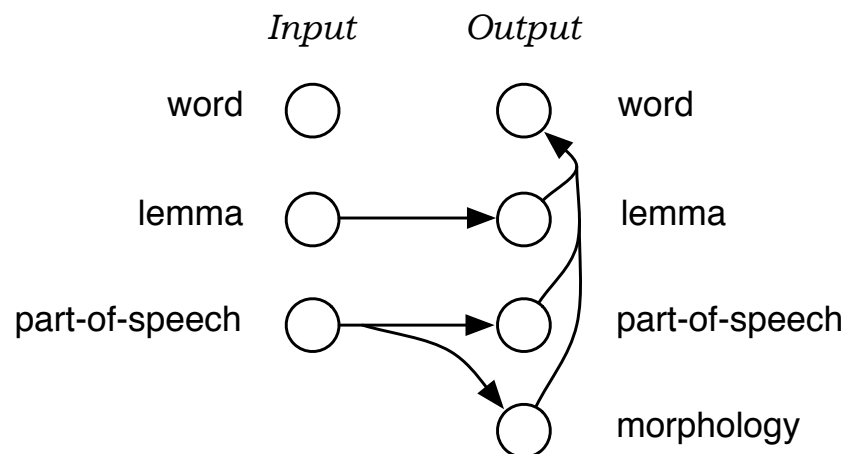 Input Output
word word
lemma lemma
part-of-speech part-of-speech
morphology